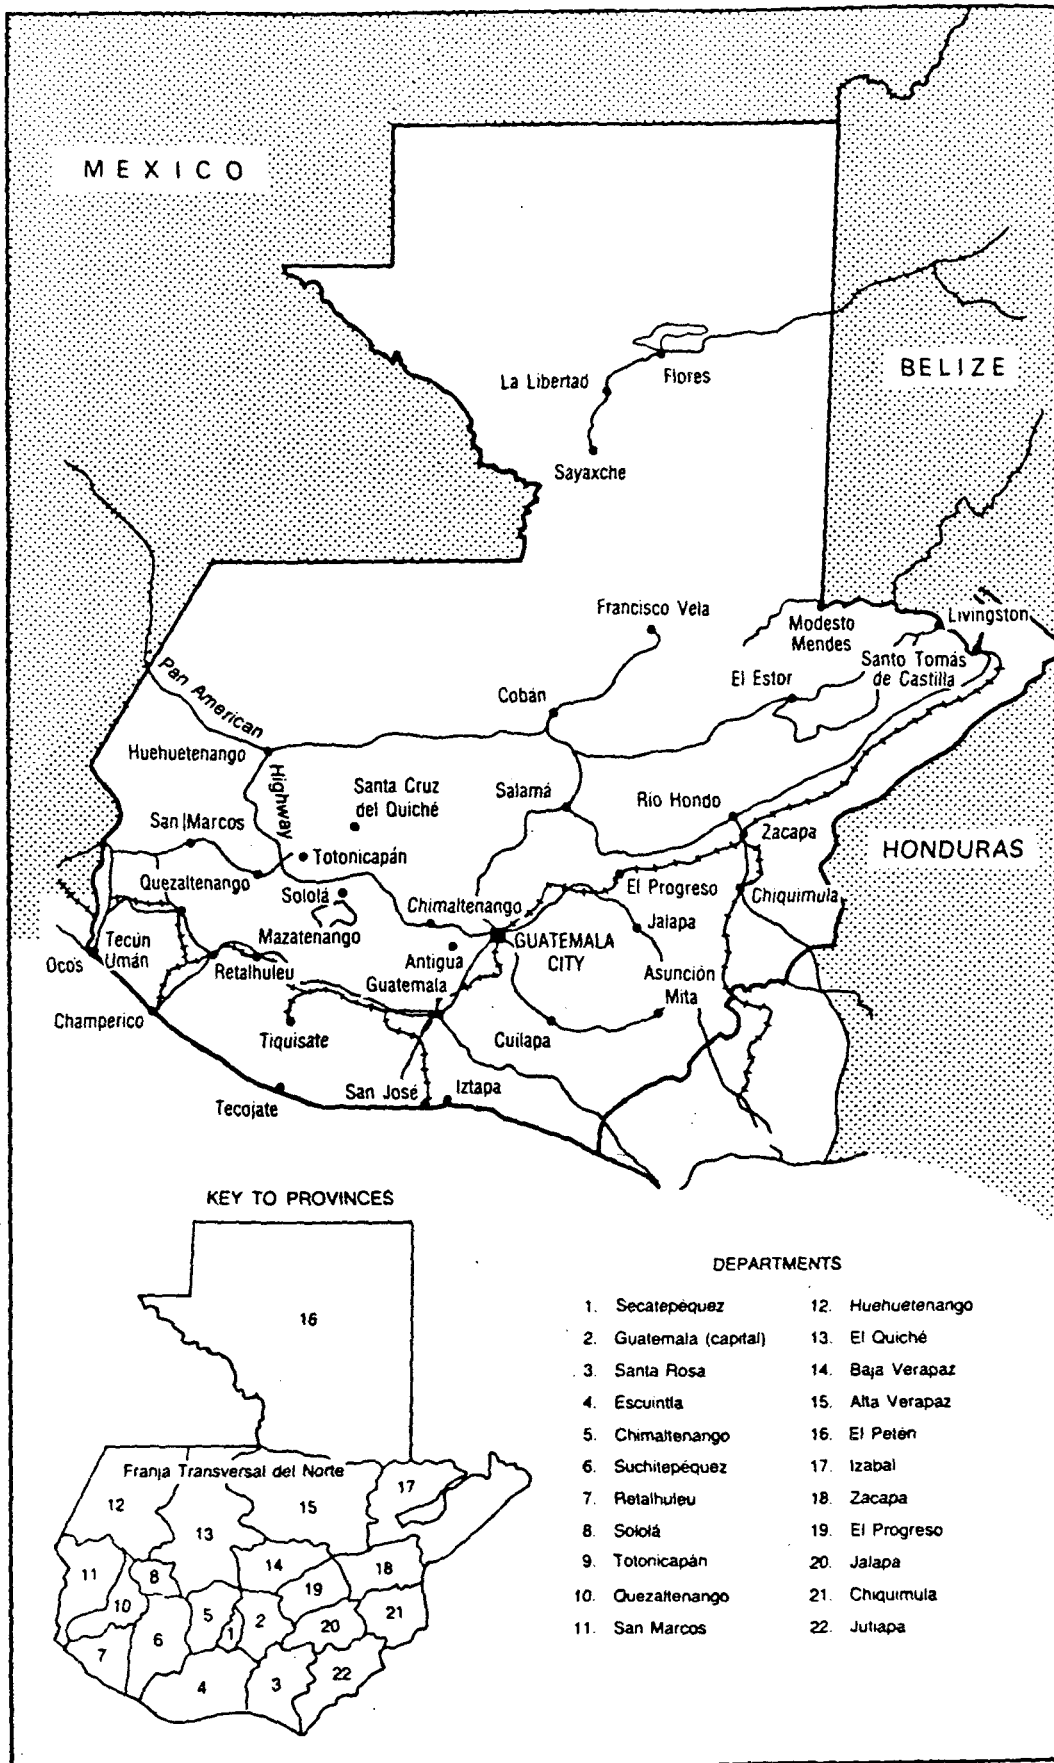 MEXICO
BELIZE
La Libertad
Flores
Sayaxche
Francisco Vela
Modesto
Mendes
Livingston
Santo Tomás
de Castilla
El Estor
Cobán
Pan American
Highway
Huehuetenango
Santa Cruz
del Quiché
Salamá
Río Hondo
San Marcos
Zacapa
HONDURAS
Totonicapán
Quezaltenango
El Progreso
Chiquimula
Sololá
Chimaltenango
Jalapa
Mazatenango
GUATEMALA
CITY
Tecún
Umán
Ocós
Retalhuleu
Antigua
Guatemala
Asunción
Mita
Champerico
Tiquisate
Cuilapa
San José
Iztapa
Tecojate
KEY TO PROVINCES
16
Franja Transversal del Norte
17
12
15
13
14
18
11
8
19
10
5
2
20
21
1
6
7
22
3
4
DEPARTMENTS
1. Secatepéquez
2. Guatemala (capital)
3. Santa Rosa
4. Escuintla
5. Chimaltenango
6. Suchitepéquez
7. Retalhuleu
8. Sololá
9. Totonicapán
10. Quezaltenango
11. San Marcos
12. Huehuetenango
13. El Quiché
14. Baja Verapaz
15. Alta Verapaz
16. El Petén
17. Izabal
18. Zacapa
19. El Progreso
20. Jalapa
21. Chiquimula
22. Jutiapa